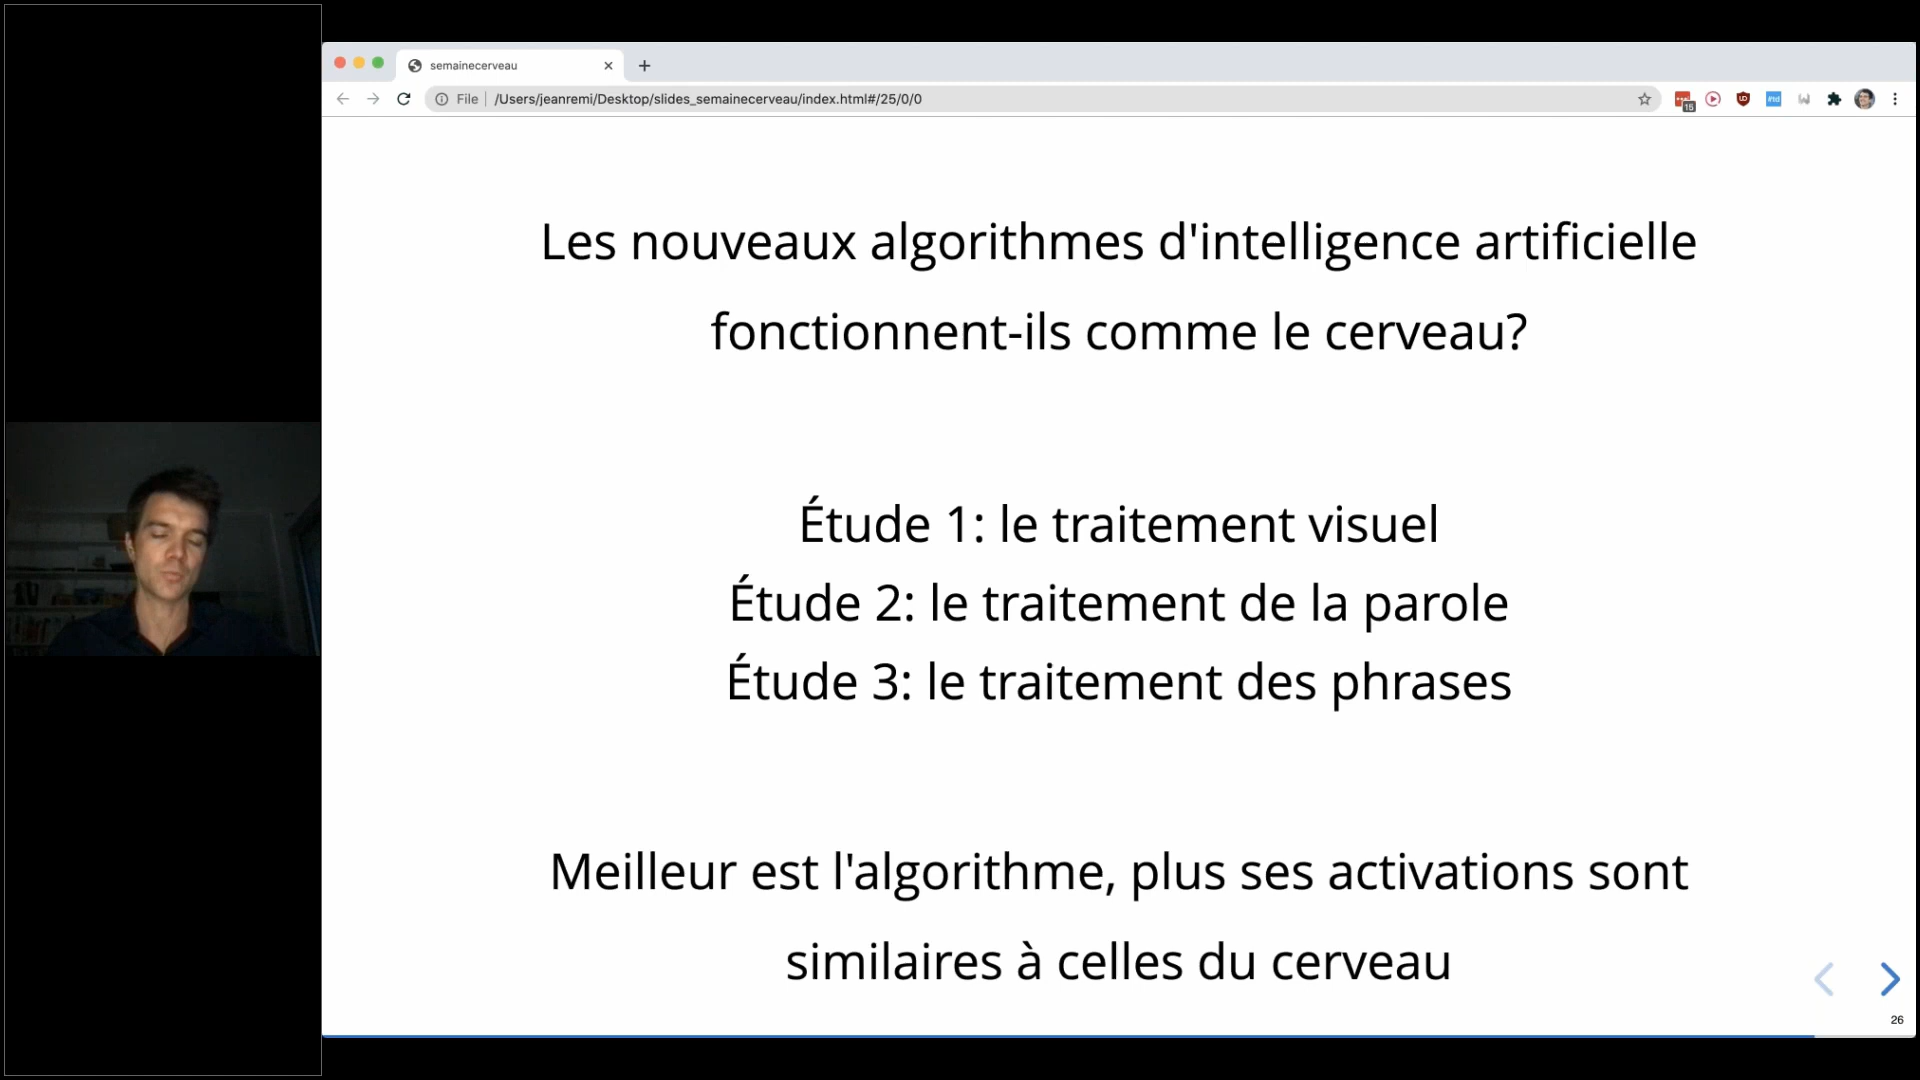 semainecerveau
File
/Users/jeanremi/Desktop/slides_semainecerveau/index.html#/25/0/0
15
Les nouveaux algorithmes d'intelligence artificielle
fonctionnent-ils comme le cerveau?
Étude 1: le traitement visuel
Étude 2: le traitement de la parole
Étude 3: le traitement des phrases
Meilleur est l'algorithme, plus ses activations sont
similaires à celles du cerveau
26